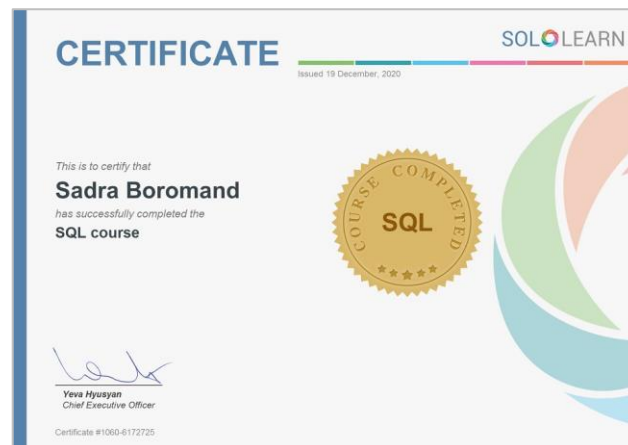 CERTIFICATE
SOLOLEARN
Issued 19 December, 2020
This is to certify that
Sadra Boromand
has successfully completed the
SQL course
COURSE COMPLETED
SQL
Yeva Hyusyan
Chief Executive Officer
Certificate #1060-6172725